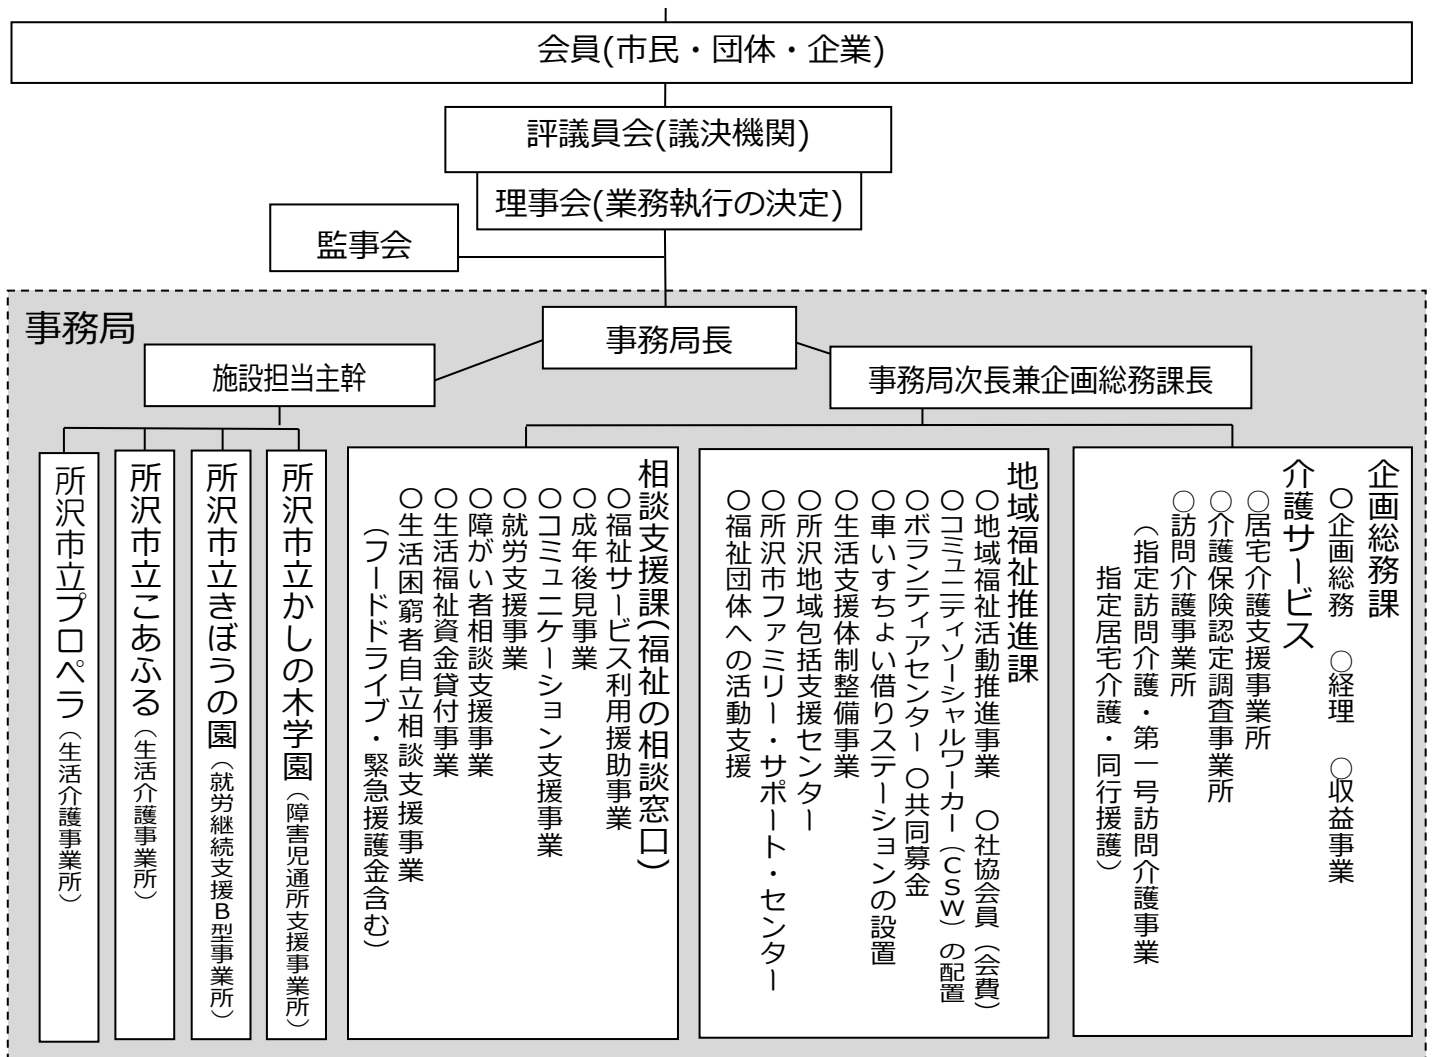 会員(市民・団体・企業)
評議員会(議決機関)
理事会(業務執行の決定)
監事会
事務局
事務局長
施設担当主幹
事務局次長兼企画総務課長
企画総務課
○企画総務　○経理　○収益事業
介護サービス
○居宅介護支援事業所
○介護保険認定調査事業所
○訪問介護事業所
（指定訪問介護・第一号訪問介護事業
指定居宅介護・同行援護）
地域福祉推進課
○地域福祉活動推進事業　○社協会員（会費）
○コミュニティソーシャルワーカー（ＣＳＷ）の配置
○ボランティアセンター　○共同募金
○車いすちょい借りステーションの設置
○生活支援体制整備事業
○所沢地域包括支援センター
○所沢市ファミリー・サポート・センター
○福祉団体への活動支援
相談支援課(福祉の相談窓口)
○福祉サービス利用援助事業
○成年後見事業
○コミュニケーション支援事業
○就労支援事業
○障がい者相談支援事業
○生活福祉資金貸付事業
○生活困窮者自立相談支援事業
（フードドライブ・緊急援護金含む）
所沢市立かしの木学園（障害児通所支援事業所）
所沢市立きぼうの園（就労継続支援Ｂ型事業所）
所沢市立こあふる（生活介護事業所）
所沢市立プロペラ（生活介護事業所）